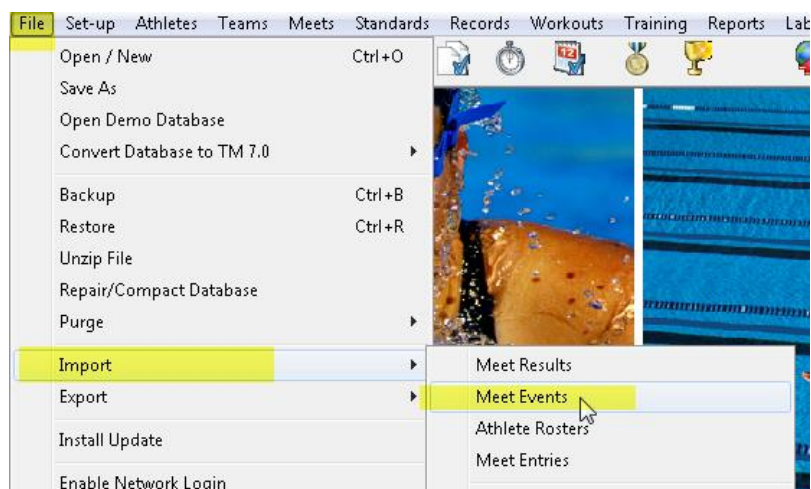 File Set-up Athletes Teams Meets Standards Records Workouts Training Reports
Open / New Ctrl+O
Save As
Open Demo Database
Convert Database to TM 7.0
Backup Ctrl+B
Restore Ctrl+R
Unzip File
Repair/Compact Database
Purge
Import
Export
Install Update
Enable Network Login
Meet Results
Meet Events
Athlete Rosters
Meet Entries
12